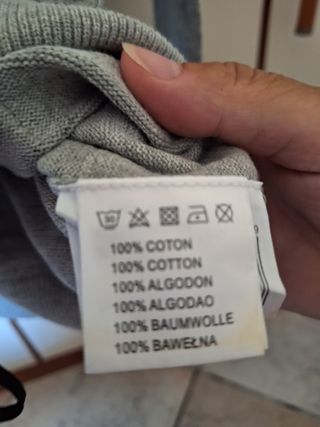 100% COTON
100% COTTON
100% ALGODON
100% ALGODAO
100% BAUMWOLLE
100% BAWEŁNA